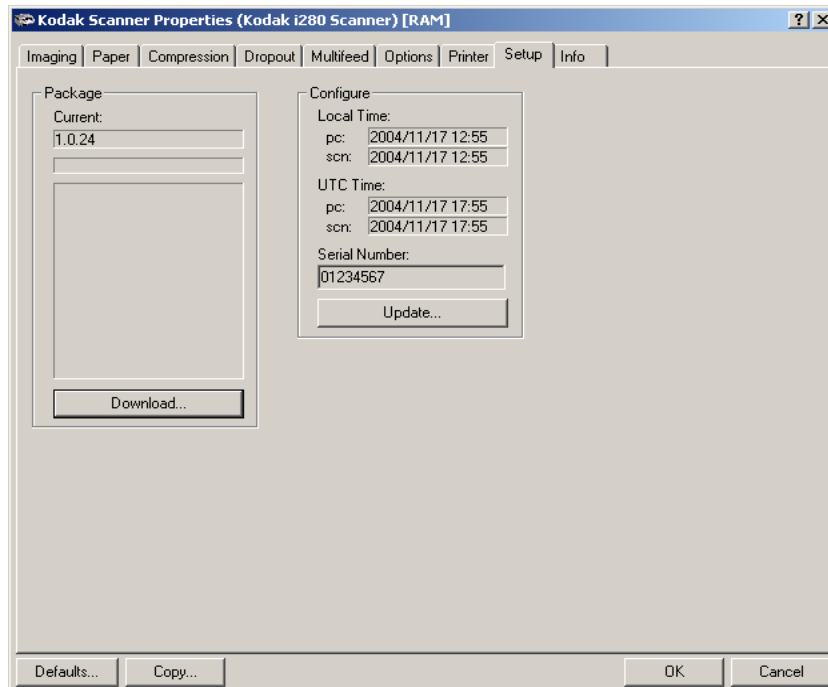 Kodak Scanner Properties (Kodak i280 Scanner) [RAM]
Imaging Paper Compression Dropout Multifeed Options Printer Setup Info
Package
Current:
1.0.24
Download...
Configure
Local Time:
pc: 2004/11/17 12:55
scn: 2004/11/17 12:55
UTC Time:
pc: 2004/11/17 17:55
scn: 2004/11/17 17:55
Serial Number:
01234567
Update...
Defaults... Copy... OK Cancel